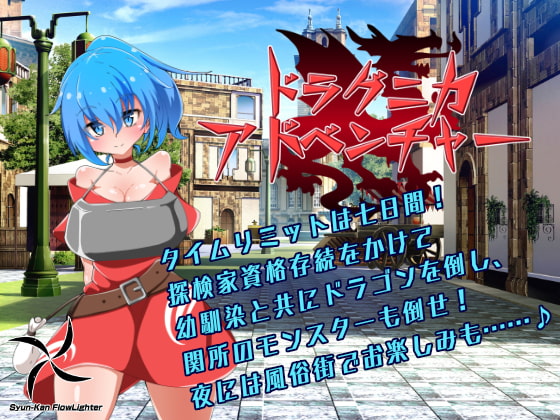 ドラグニカ
アドベンチャー
タイムリミットは七日間！
探検家資格存続をかけて
幼馴染と共にドラゴンを倒し、
関所のモンスターも倒せ！
夜には風俗街でお楽しみも……♪
Syun-Kan FlowLighter